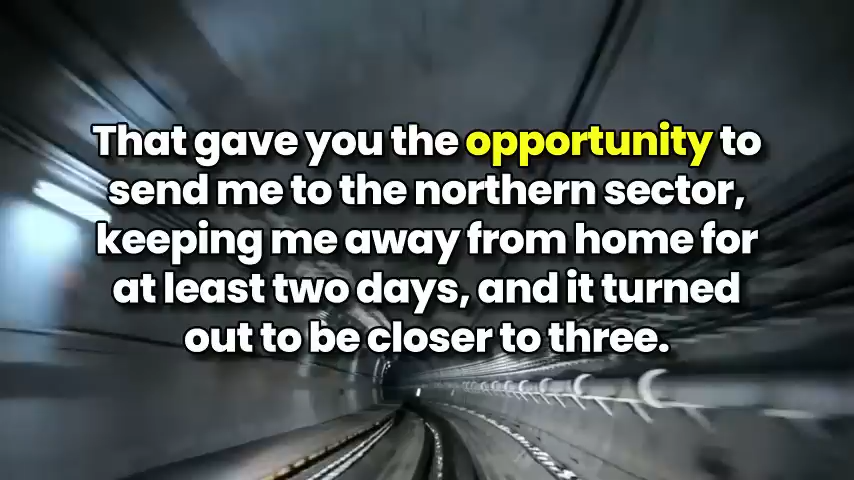 That gave you the opportunity to
send me to the northern sector,
keeping me away from home for
at least two days, and it turned
out to be closer to three.